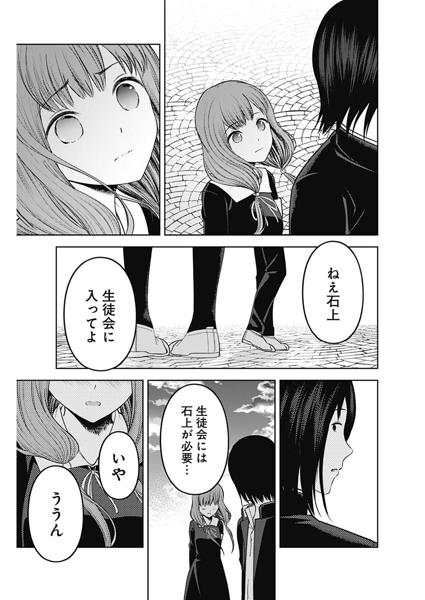 ねえ石上
生徒会に
入ってよ
生徒会には
石上が必要…
いや
ううん